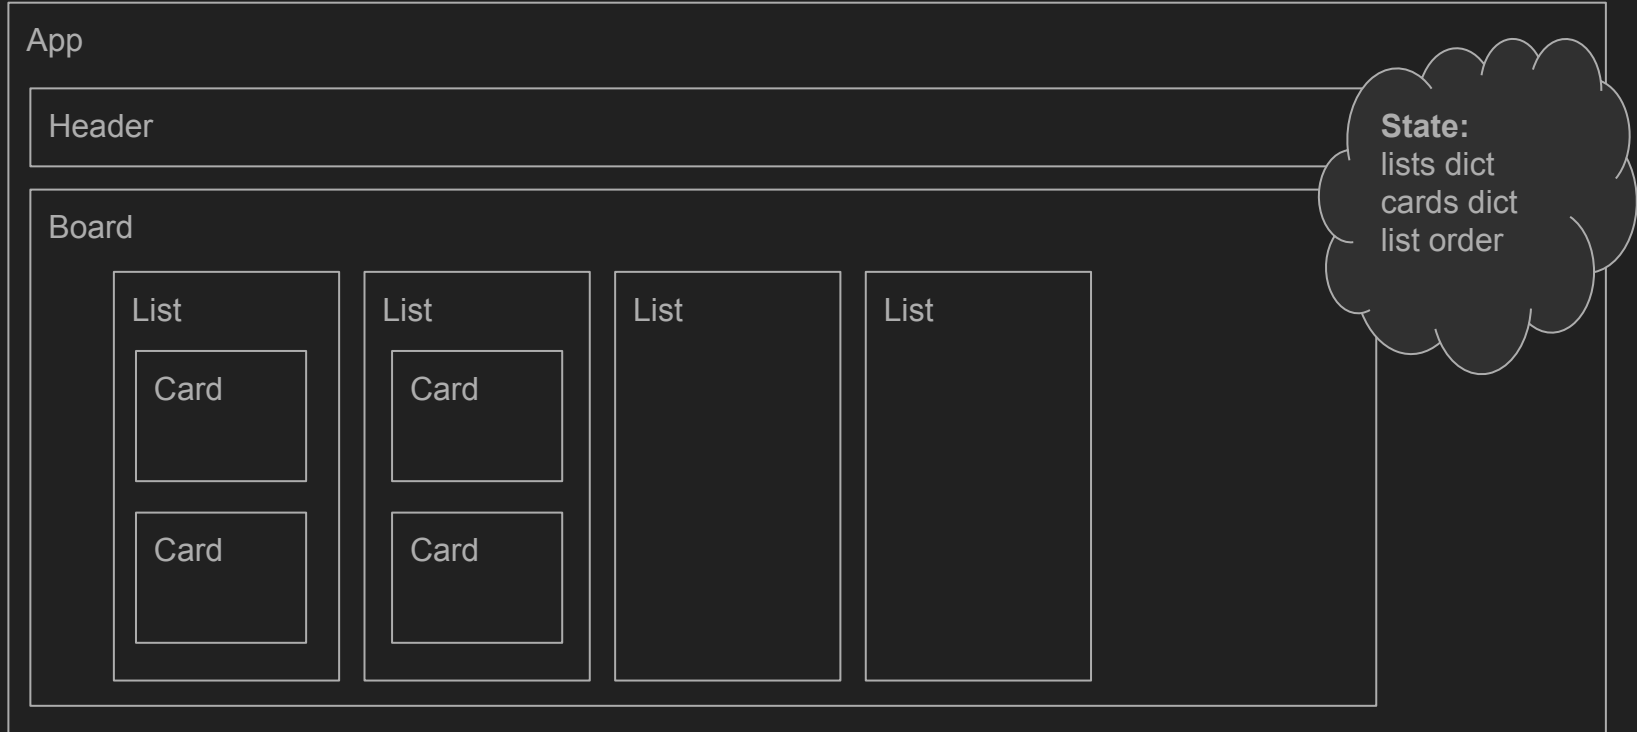 App
Header
State:
lists dict
cards dict
list order
Board
List
List
List
List
Card
Card
Card
Card